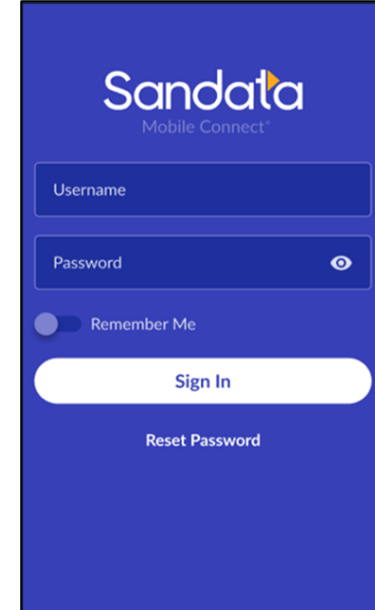 Sandata
Mobile Connect®
Username
Password
Remember Me
Sign In
Reset Password